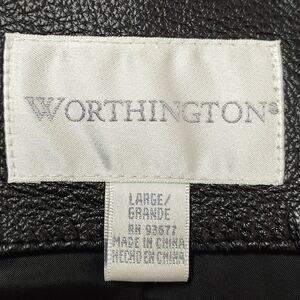 WORTHINGTON®
LARGE/
GRANDE
RN 93677
MADE IN CHINA
HECHO EN CHINA